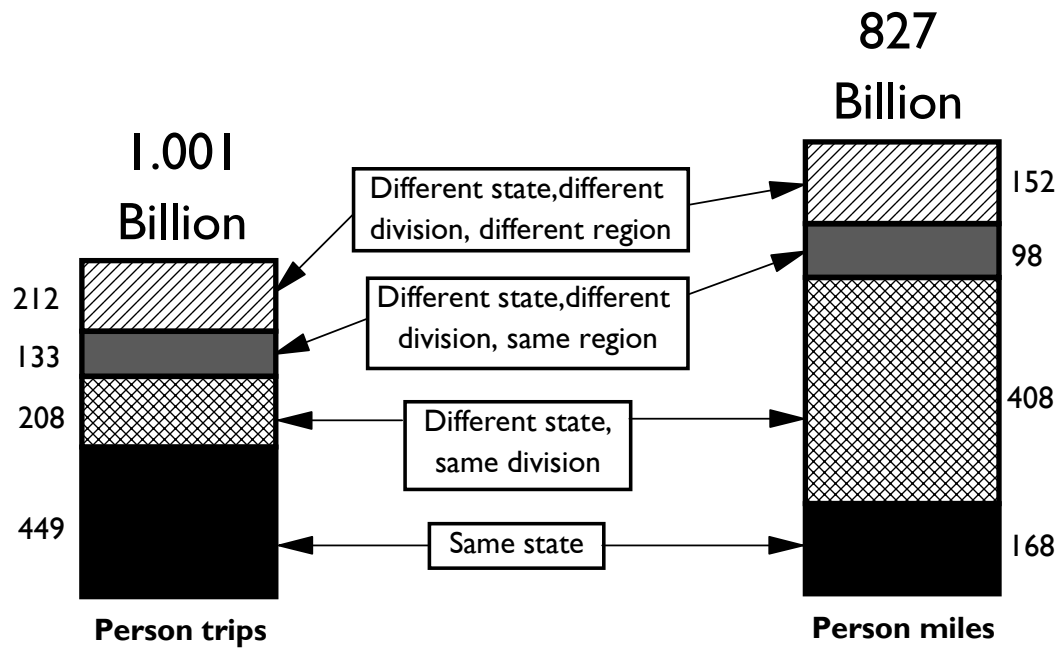 827
Billion
1.001
Billion
Different state,different
division, different region
152
212
98
Different state,different
division, same region
133
208
Different state,
same division
408
449
Same state
168
Person trips
Person miles